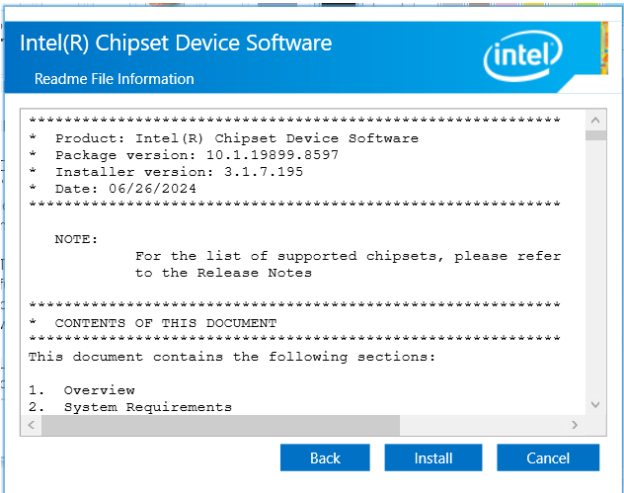 Intel(R) Chipset Device Software
intel
Readme File Information
************************************************************
* Product: Intel(R) Chipset Device Software
* Package version: 10.1.19899.8597
* Installer version: 3.1.7.195
* Date: 06/26/2024
************************************************************
NOTE:
For the list of supported chipsets, please refer
to the Release Notes
************************************************************
* CONTENTS OF THIS DOCUMENT
************************************************************
This document contains the following sections:
1. Overview
2. System Requirements
Back
Install
Cancel